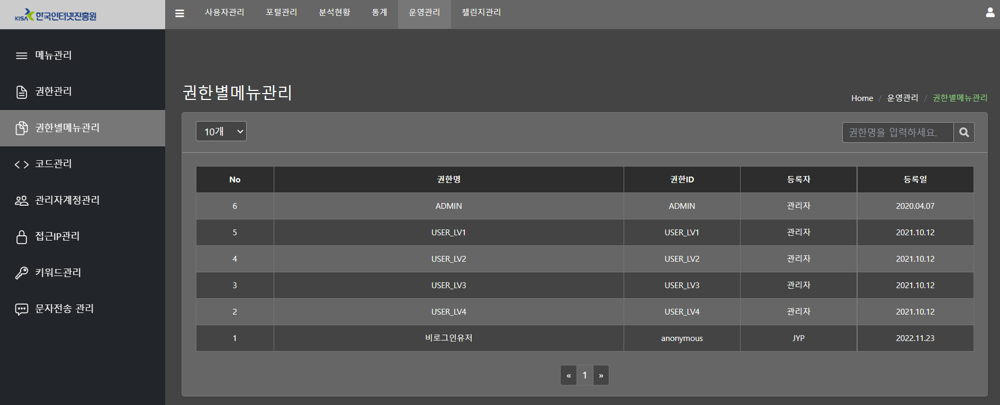 KISA 한국인터넷진흥원
사용자관리 포털관리 분석현황 통계 운영관리 챌린지관리
메뉴관리
권한관리
권한별메뉴관리
코드관리
관리자계정관리
접근IP관리
키워드관리
문자전송 관리
권한별메뉴관리
Home / 운영관리 / 권한별메뉴관리
10개
권한명을 입력하세요.
No 권한명 권한ID 등록자 등록일
6 ADMIN ADMIN 관리자 2020.04.07
5 USER_LV1 USER_LV1 관리자 2021.10.12
4 USER_LV2 USER_LV2 관리자 2021.10.12
3 USER_LV3 USER_LV3 관리자 2021.10.12
2 USER_LV4 USER_LV4 관리자 2021.10.12
1 비로그인유저 anonymous JYP 2022.11.23
« 1 »